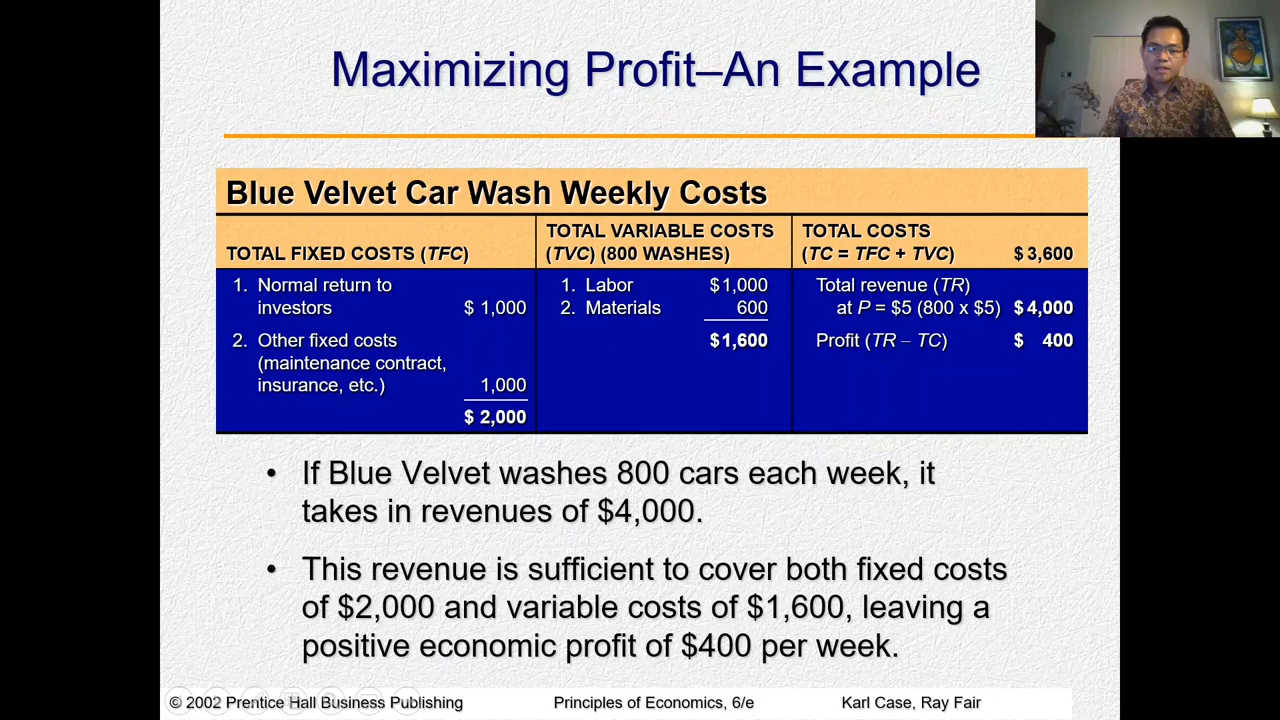 Maximizing Profit–An Example
Blue Velvet Car Wash Weekly Costs
TOTAL FIXED COSTS (TFC)
TOTAL VARIABLE COSTS
(TVC) (800 WASHES)
TOTAL COSTS
(TC = TFC + TVC) $ 3,600
1. Normal return to
investors $ 1,000
2. Other fixed costs
(maintenance contract,
insurance, etc.) 1,000
$ 2,000
1. Labor $1,000
2. Materials 600
$1,600
Total revenue (TR)
at P = $5 (800 x $5) $ 4,000
Profit (TR – TC) $ 400
• If Blue Velvet washes 800 cars each week, it
takes in revenues of $4,000.
• This revenue is sufficient to cover both fixed costs
of $2,000 and variable costs of $1,600, leaving a
positive economic profit of $400 per week.
© 2002 Prentice Hall Business Publishing Principles of Economics, 6/e Karl Case, Ray Fair